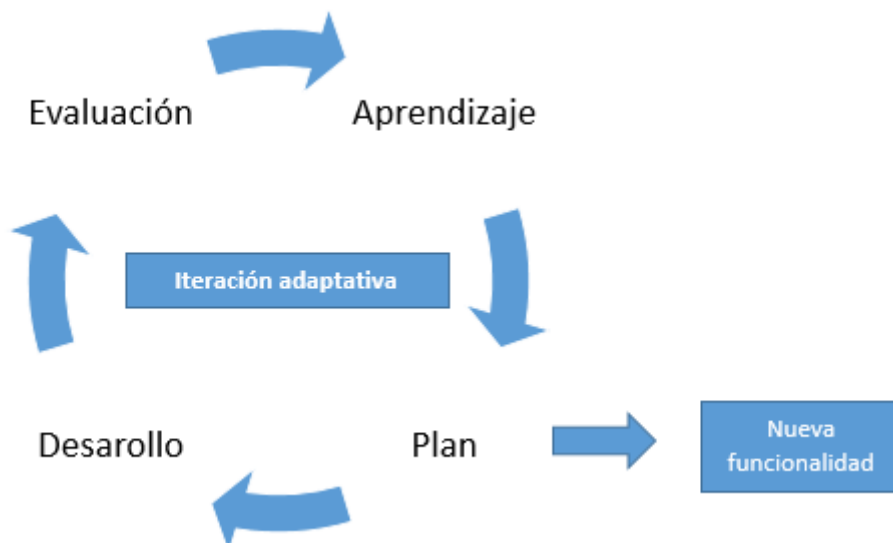 Evaluación
Aprendizaje
Iteración adaptativa
Desarollo
Plan
Nueva
funcionalidad